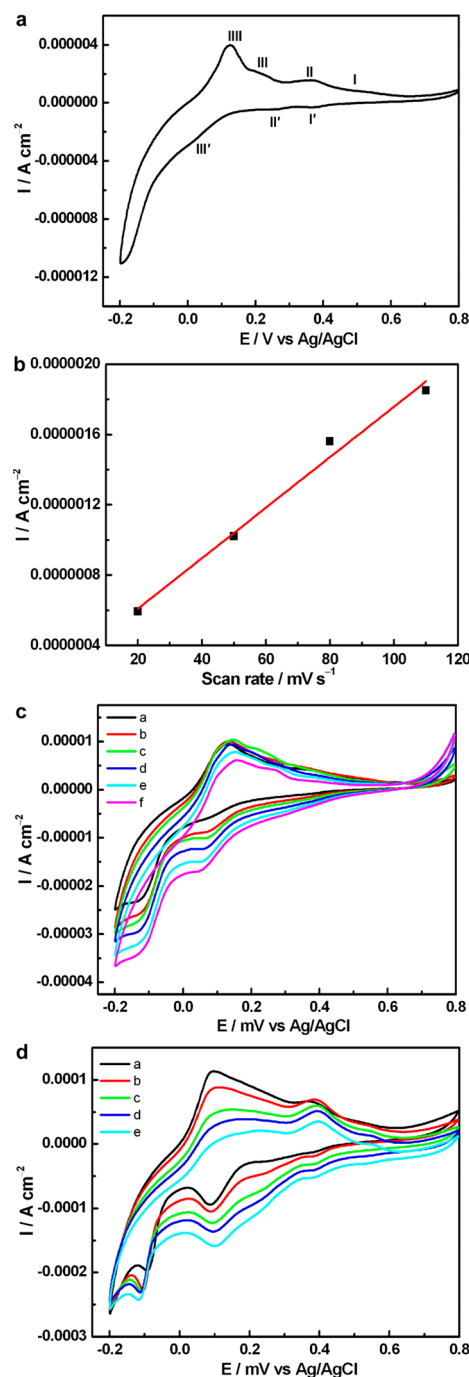 a
IIII
III
II
I
0.000004
0.000000
-0.000004
-0.000008
-0.000012
III′
II′
I′
I / A cm⁻²
-0.2 0.0 0.2 0.4 0.6 0.8
E / V vs Ag/AgCl
b
0.0000020
0.0000016
0.0000012
0.0000008
0.0000004
I / A cm⁻²
20 40 60 80 100 120
Scan rate / mV s⁻¹
c
a
b
c
d
e
f
0.00001
0.00000
-0.00001
-0.00002
-0.00003
-0.00004
I / A cm⁻²
-0.2 0.0 0.2 0.4 0.6 0.8
E / mV vs Ag/AgCl
d
a
b
c
d
e
0.0001
0.0000
-0.0001
-0.0002
-0.0003
I / A cm⁻²
-0.2 0.0 0.2 0.4 0.6 0.8
E / mV vs Ag/AgCl